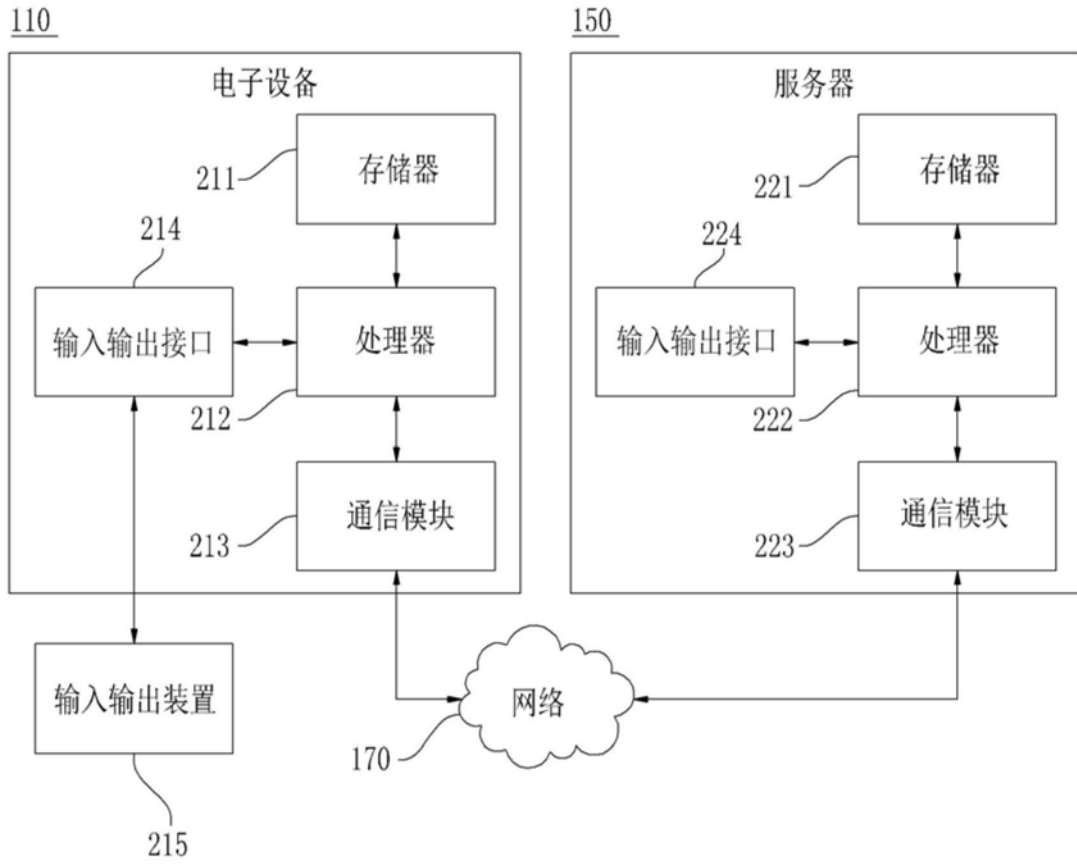 110
150
电子设备
服务器
存储器
存储器
211
221
214
224
输入输出接口
处理器
输入输出接口
处理器
212
222
通信模块
通信模块
213
223
输入输出装置
网络
170
215